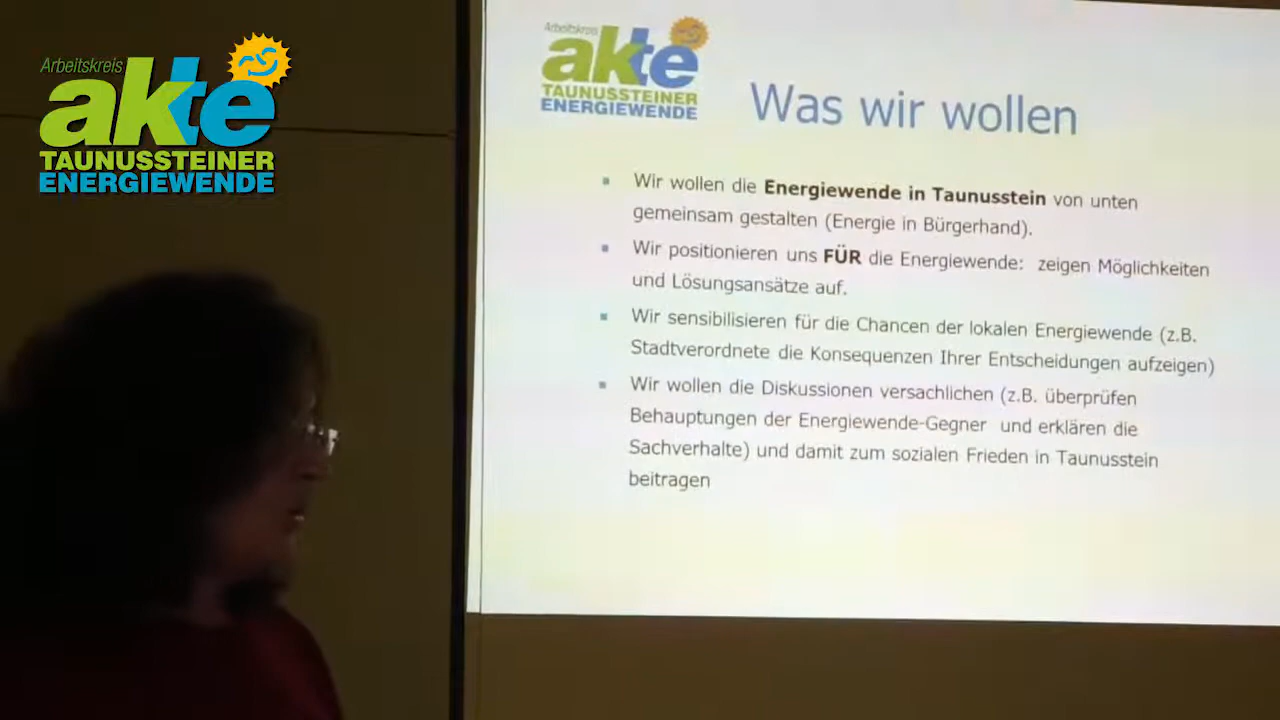 Arbeitskreis
akte
TAUNUSSTEINER
ENERGIEWENDE
Arbeitskreis
akte
TAUNUSSTEINER
ENERGIEWENDE
Was wir wollen
Wir wollen die Energiewende in Taunusstein von unten
gemeinsam gestalten (Energie in Bürgerhand).
Wir positionieren uns FÜR die Energiewende: zeigen Möglichkeiten
und Lösungsansätze auf.
Wir sensibilisieren für die Chancen der lokalen Energiewende (z.B.
Stadtverordnete die Konsequenzen Ihrer Entscheidungen aufzeigen)
Wir wollen die Diskussionen versachlichen (z.B. überprüfen
Behauptungen der Energiewende-Gegner und erklären die
Sachverhalte) und damit zum sozialen Frieden in Taunusstein
beitragen